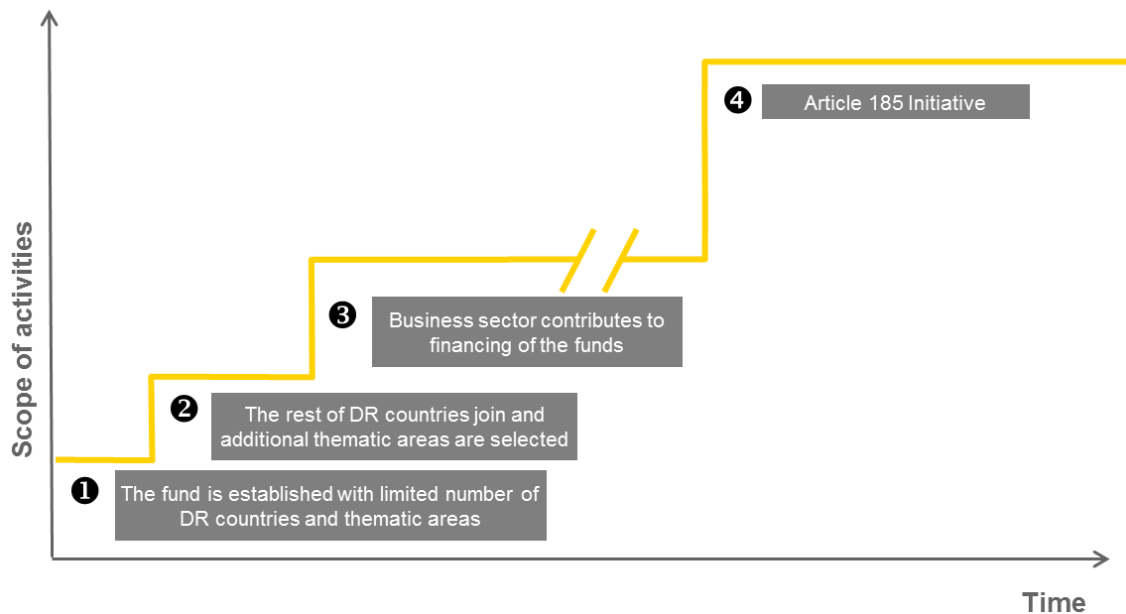 ❹ Article 185 Initiative
Scope of activities
❸ Business sector contributes to
financing of the funds
❷ The rest of DR countries join and
additional thematic areas are selected
❶ The fund is established with limited number of
DR countries and thematic areas
Time